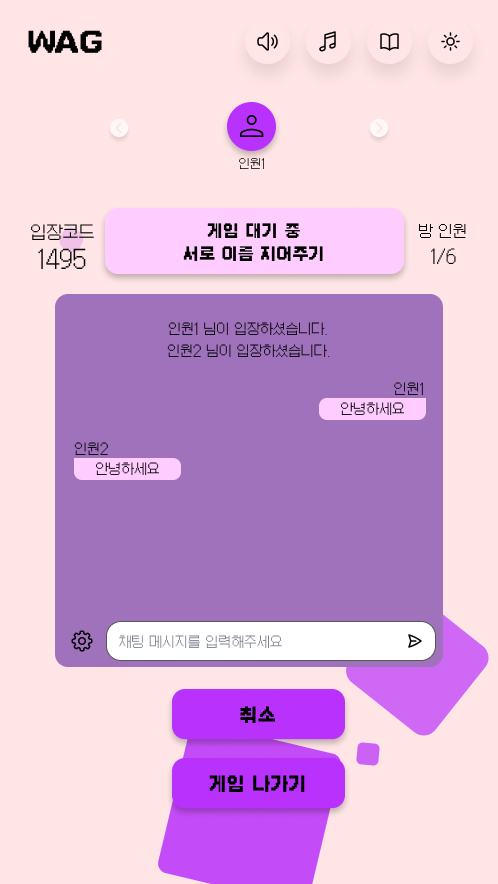 WAG
인원1
입장코드
1495
게임 대기 중
서로 이름 지어주기
방 인원
1/6
인원1 님이 입장하셨습니다.
인원2 님이 입장하셨습니다.
인원1
안녕하세요
인원2
안녕하세요
채팅 메시지를 입력해주세요
취소
게임 나가기